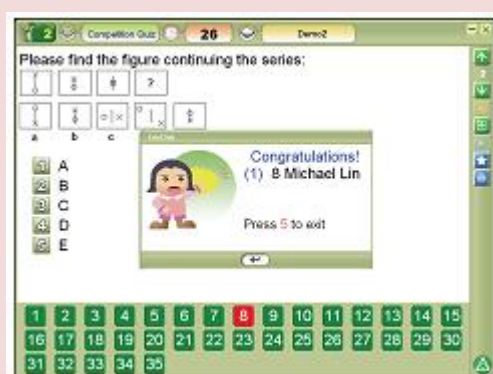 2 Competition Quiz 26 Demo2
Please find the figure continuing the series:
?
a b c
1 A
2 B
3 C
4 D
5 E
Congratulations!
(1) 8 Michael Lin
Press 5 to exit
1 2 3 4 5 6 7 8 9 10 11 12 13 14 15
16 17 18 19 20 21 22 23 24 25 26 27 28 29 30
31 32 33 34 35